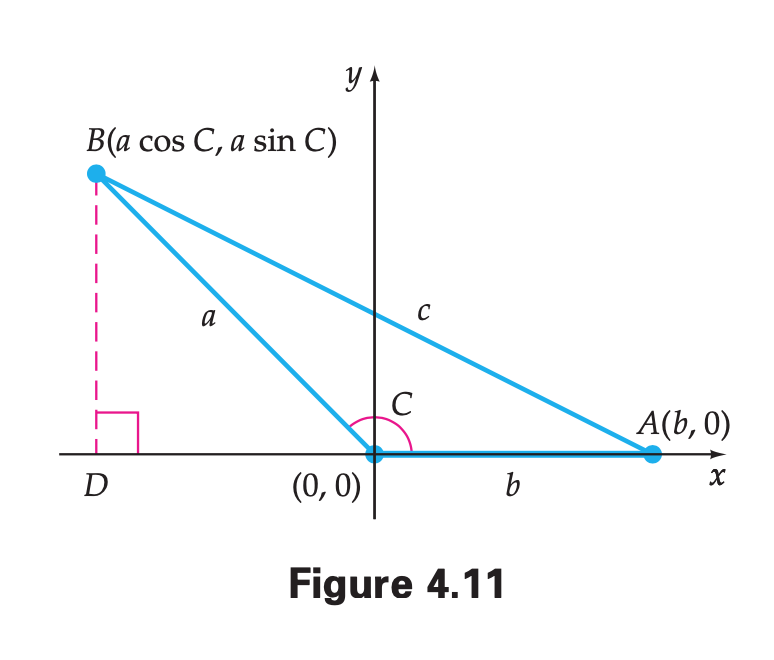 y
B(a cos C, a sin C)
a
c
C
A(b, 0)
D
(0, 0)
b
x
Figure 4.11